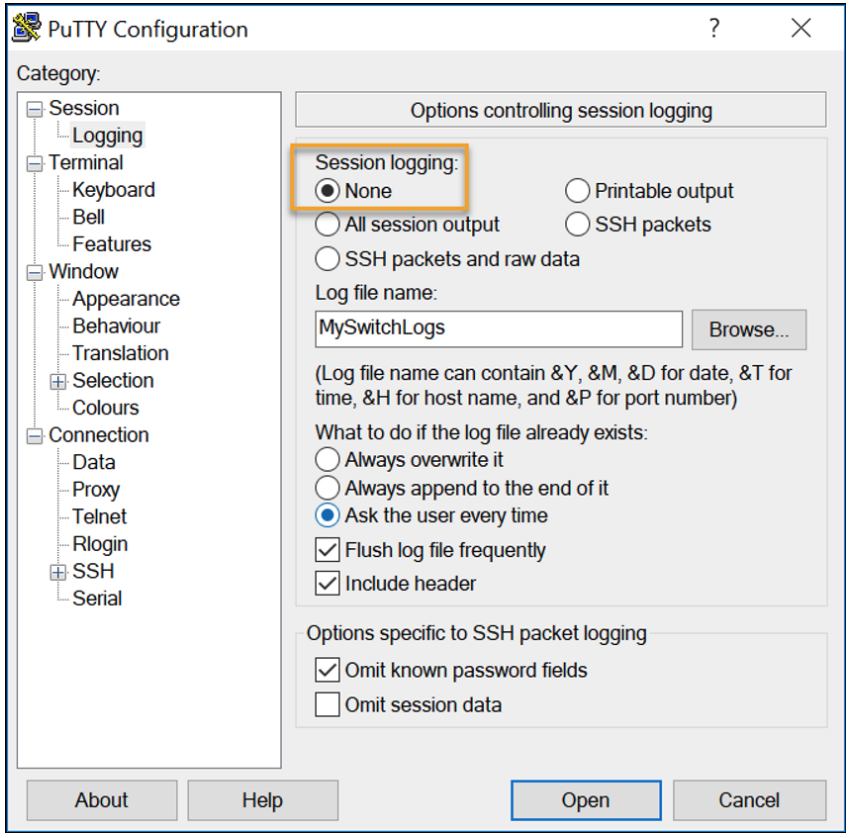 PuTTY Configuration
?
Category:
Session
Logging
Terminal
Keyboard
Bell
Features
Window
Appearance
Behaviour
Translation
Selection
Colours
Connection
Data
Proxy
Telnet
Rlogin
SSH
Serial
Options controlling session logging
Session logging:
None
Printable output
All session output
SSH packets
SSH packets and raw data
Log file name:
MySwitchLogs
Browse...
(Log file name can contain &Y, &M, &D for date, &T for
time, &H for host name, and &P for port number)
What to do if the log file already exists:
Always overwrite it
Always append to the end of it
Ask the user every time
Flush log file frequently
Include header
Options specific to SSH packet logging
Omit known password fields
Omit session data
About
Help
Open
Cancel